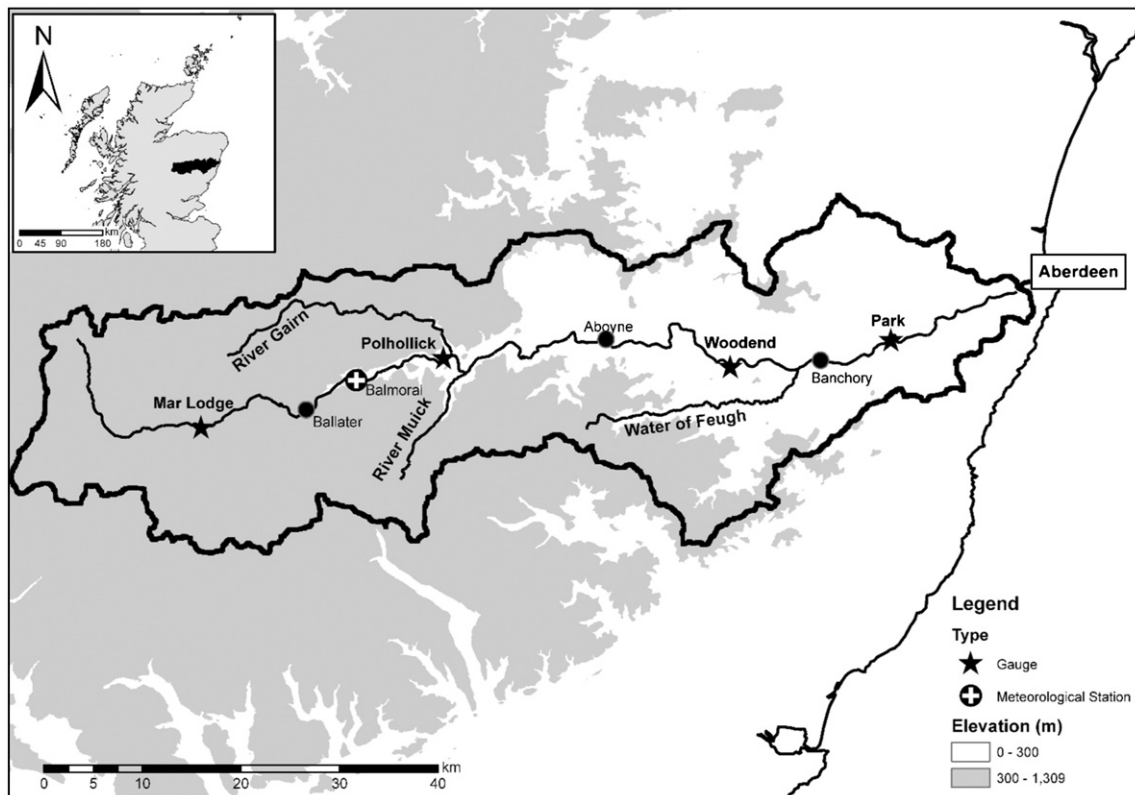 N
km
0 45 90 180
Aberdeen
River Gairn
Polhollick
Aboyne
Woodend
Park
Balmoral
Banchory
Mar Lodge
Ballater
River Muick
Water of Feugh
Legend
Type
Gauge
Meteorological Station
Elevation (m)
0 - 300
300 - 1,309
km
0 5 10 20 30 40